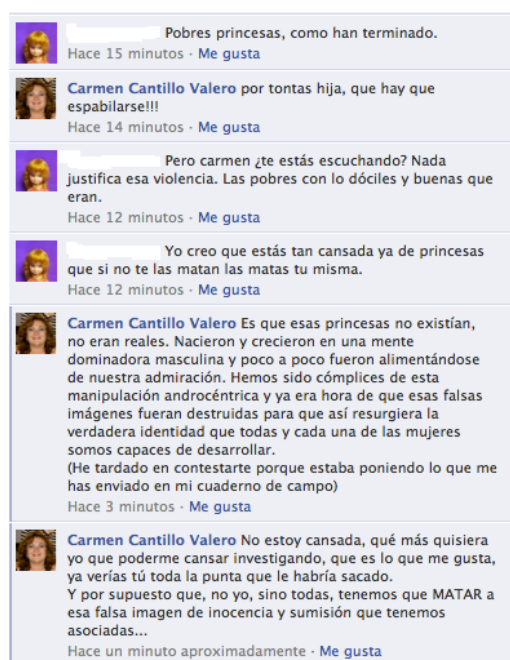 Pobres princesas, como han terminado.
Hace 15 minutos · Me gusta
Carmen Cantillo Valero por tontas hija, que hay que
espabilarse!!!
Hace 14 minutos · Me gusta
Pero carmen ¿te estás escuchando? Nada
justifica esa violencia. Las pobres con lo dóciles y buenas que
eran.
Hace 12 minutos · Me gusta
Yo creo que estás tan cansada ya de princesas
que si no te las matan las matas tu misma.
Hace 12 minutos · Me gusta
Carmen Cantillo Valero Es que esas princesas no existían,
no eran reales. Nacieron y crecieron en una mente
dominadora masculina y poco a poco fueron alimentándose
de nuestra admiración. Hemos sido cómplices de esta
manipulación androcéntrica y ya era hora de que esas falsas
imágenes fueran destruidas para que así resurgiera la
verdadera identidad que todas y cada una de las mujeres
somos capaces de desarrollar.
(He tardado en contestarte porque estaba poniendo lo que me
has enviado en mi cuaderno de campo)
Hace 3 minutos · Me gusta
Carmen Cantillo Valero No estoy cansada, qué más quisiera
yo que poderme cansar investigando, que es lo que me gusta,
ya verías tú toda la punta que le habría sacado.
Y por supuesto que, no yo, sino todas, tenemos que MATAR a
esa falsa imagen de inocencia y sumisión que tenemos
asociadas...
Hace un minuto aproximadamente · Me gusta